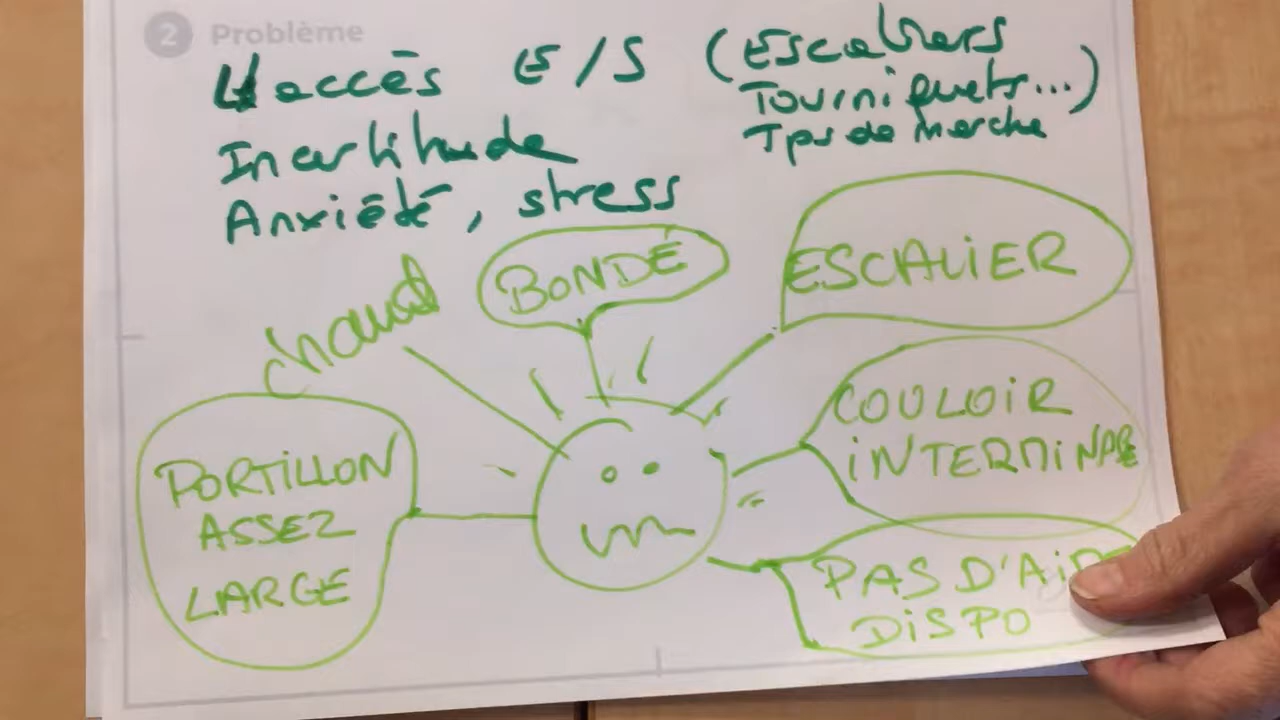 2 Problème
accès E/S (Escaliers
Tourniquets...)
Tps de marche
Incertitude
Anxiété, stress
chaud
BONDÉ
ESCALIER
COULOIR
INTERMINABLE
PORTILLON
ASSEZ
LARGE
PAS D'AIDE
DISPO